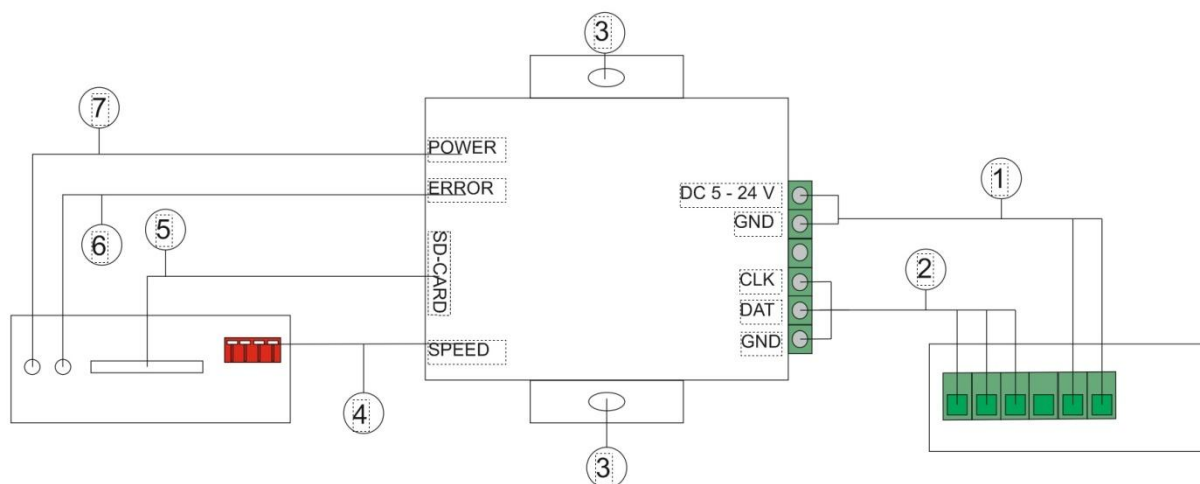 3
7
POWER
ERROR
DC 5 - 24 V
1
GND
6
5
SD-CARD
2
CLK
DAT
GND
SPEED
4
3